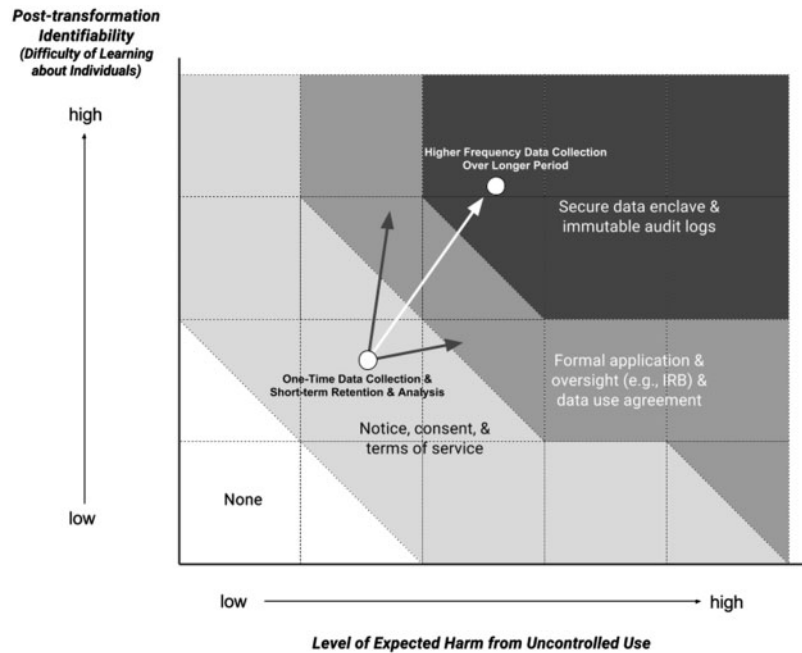 Post-transformation
Identifiability
(Difficulty of Learning
about Individuals)
high
low
Higher Frequency Data Collection
Over Longer Period
Secure data enclave &
immutable audit logs
One-Time Data Collection &
Short-term Retention & Analysis
Formal application &
oversight (e.g., IRB) &
data use agreement
Notice, consent, &
terms of service
None
low
high
Level of Expected Harm from Uncontrolled Use